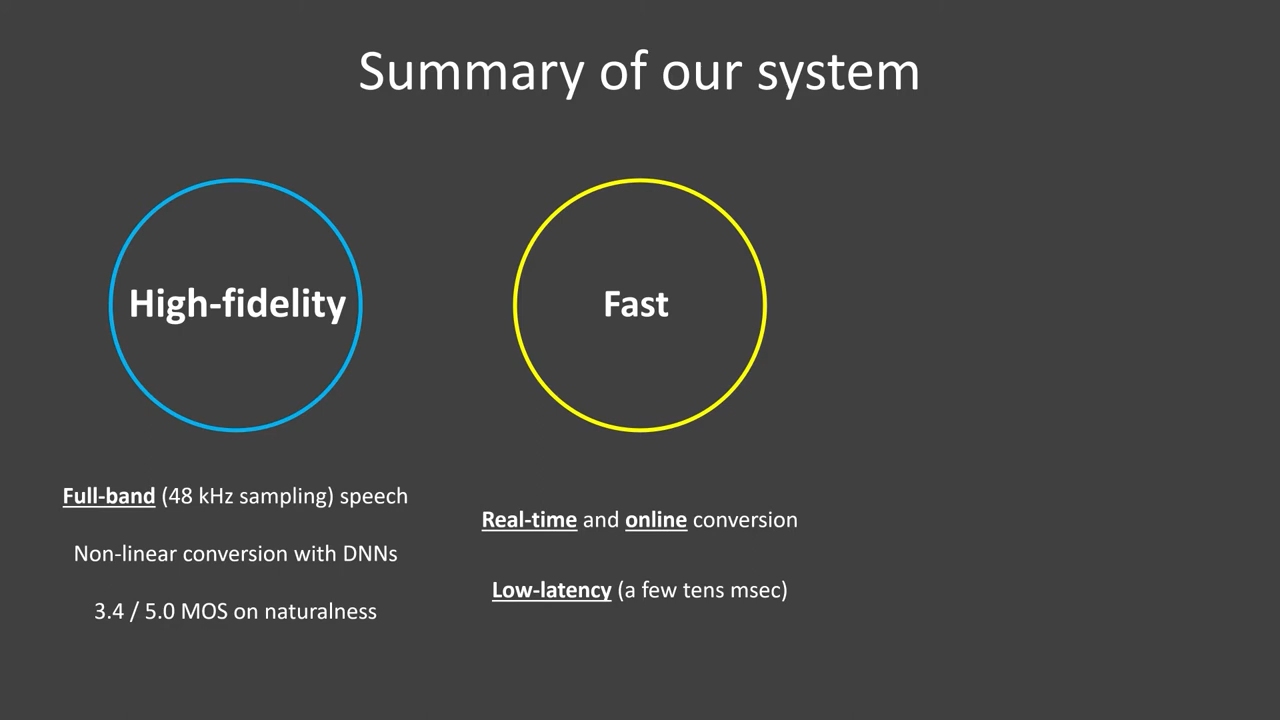 Summary of our system
High-fidelity
Full-band (48 kHz sampling) speech
Non-linear conversion with DNNs
3.4 / 5.0 MOS on naturalness
Fast
Real-time and online conversion
Low-latency (a few tens msec)